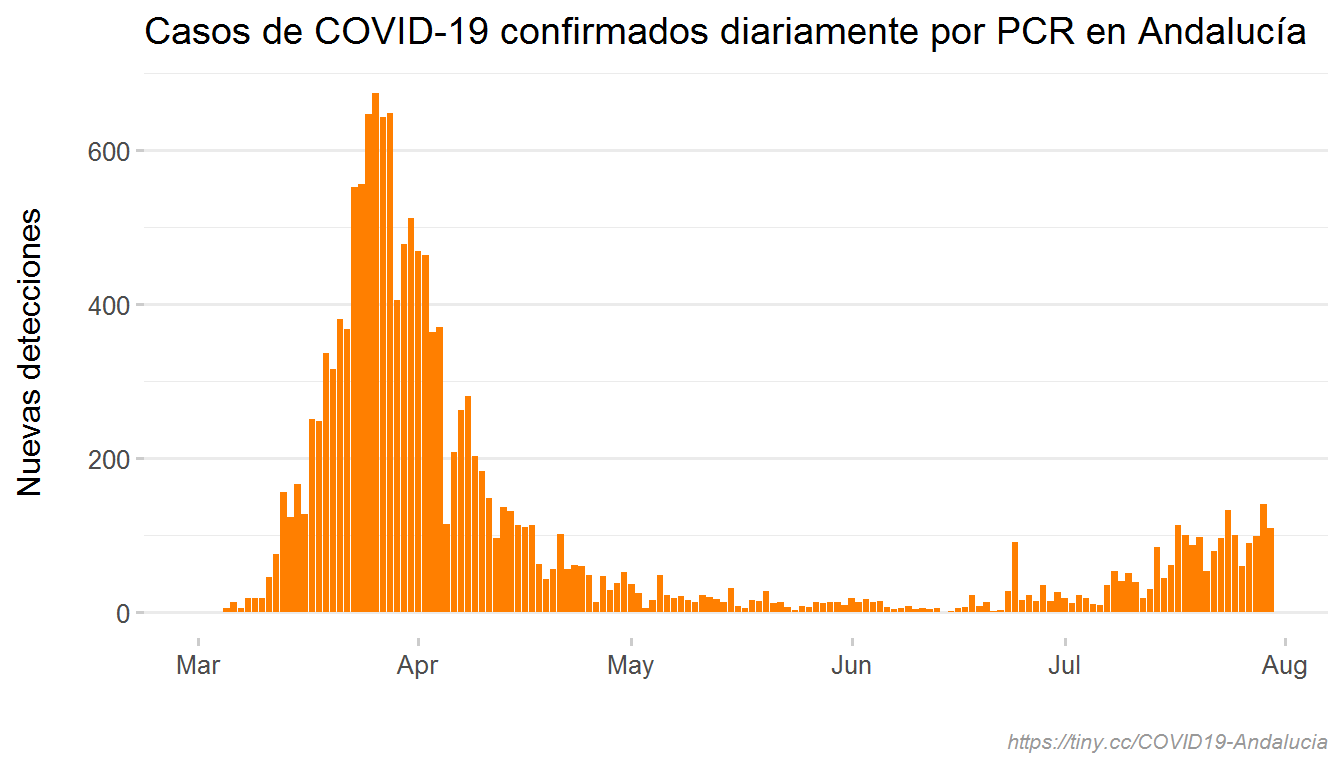 Casos de COVID-19 confirmados diariamente por PCR en Andalucía
Nuevas detecciones
600
400
200
0
Mar Apr May Jun Jul Aug
https://tiny.cc/COVID19-Andalucia